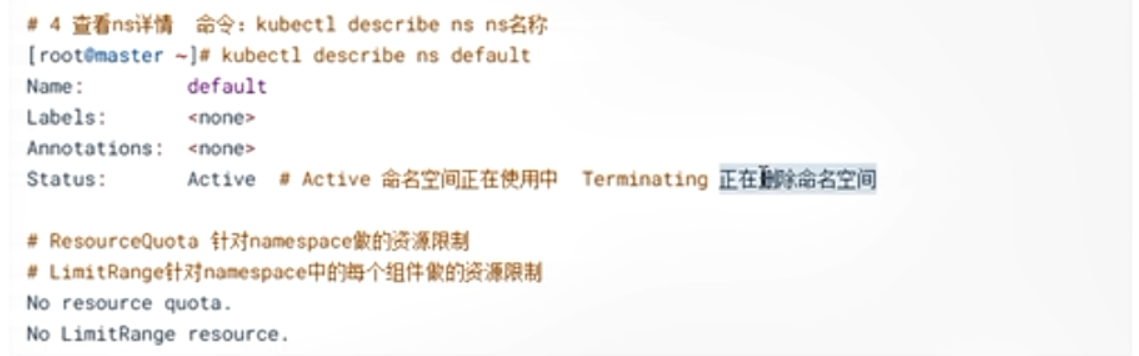 # 4 查看ns详情  命令：kubectl describe ns ns名称
[root@master ~]# kubectl describe ns default
Name:         default
Labels:       <none>
Annotations:  <none>
Status:       Active  # Active 命名空间正在使用中  Terminating 正在删除命名空间
# ResourceQuota 针对namespace做的资源限制
# LimitRange针对namespace中的每个组件做的资源限制
No resource quota.
No LimitRange resource.